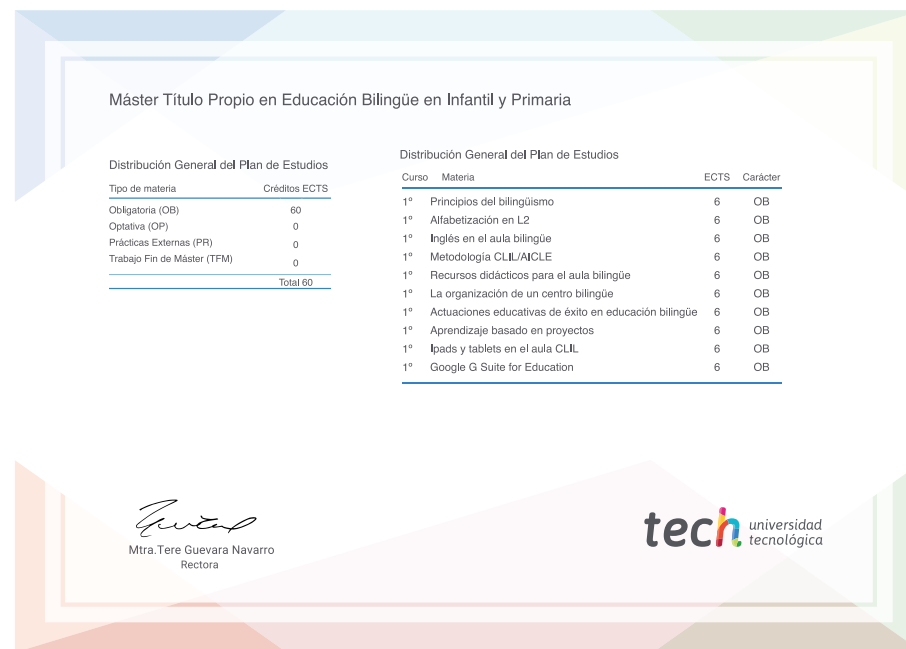 Máster Título Propio en Educación Bilingüe en Infantil y Primaria
Distribución General del Plan de Estudios
Tipo de materia Créditos ECTS
Obligatoria (OB) 60
Optativa (OP) 0
Prácticas Externas (PR) 0
Trabajo Fin de Máster (TFM) 0
Total 60
Distribución General del Plan de Estudios
Curso Materia ECTS Carácter
1º Principios del bilingüismo 6 OB
1º Alfabetización en L2 6 OB
1º Inglés en el aula bilingüe 6 OB
1º Metodología CLIL/AICLE 6 OB
1º Recursos didácticos para el aula bilingüe 6 OB
1º La organización de un centro bilingüe 6 OB
1º Actuaciones educativas de éxito en educación bilingüe 6 OB
1º Aprendizaje basado en proyectos 6 OB
1º Ipads y tablets en el aula CLIL 6 OB
1º Google G Suite for Education 6 OB
Mtra.Tere Guevara Navarro
Rectora
tech universidad
tecnológica